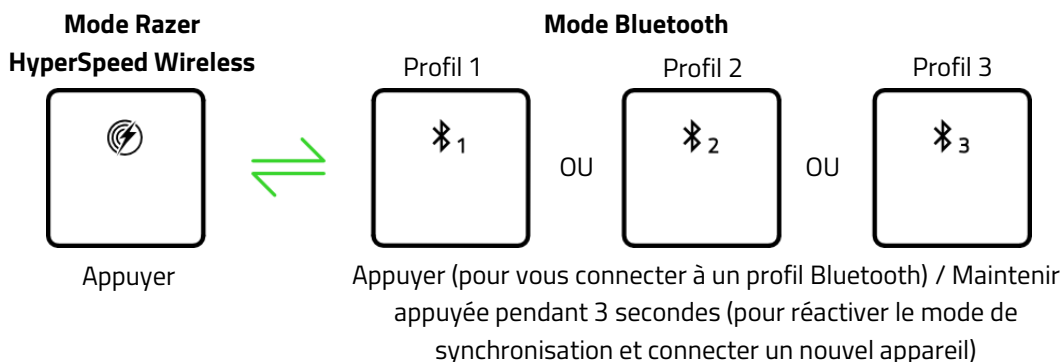 Mode Razer
HyperSpeed Wireless
Mode Bluetooth
Profil 1
Profil 2
Profil 3
1
OU
2
OU
3
Appuyer
Appuyer (pour vous connecter à un profil Bluetooth) / Maintenir
appuyée pendant 3 secondes (pour réactiver le mode de
synchronisation et connecter un nouvel appareil)